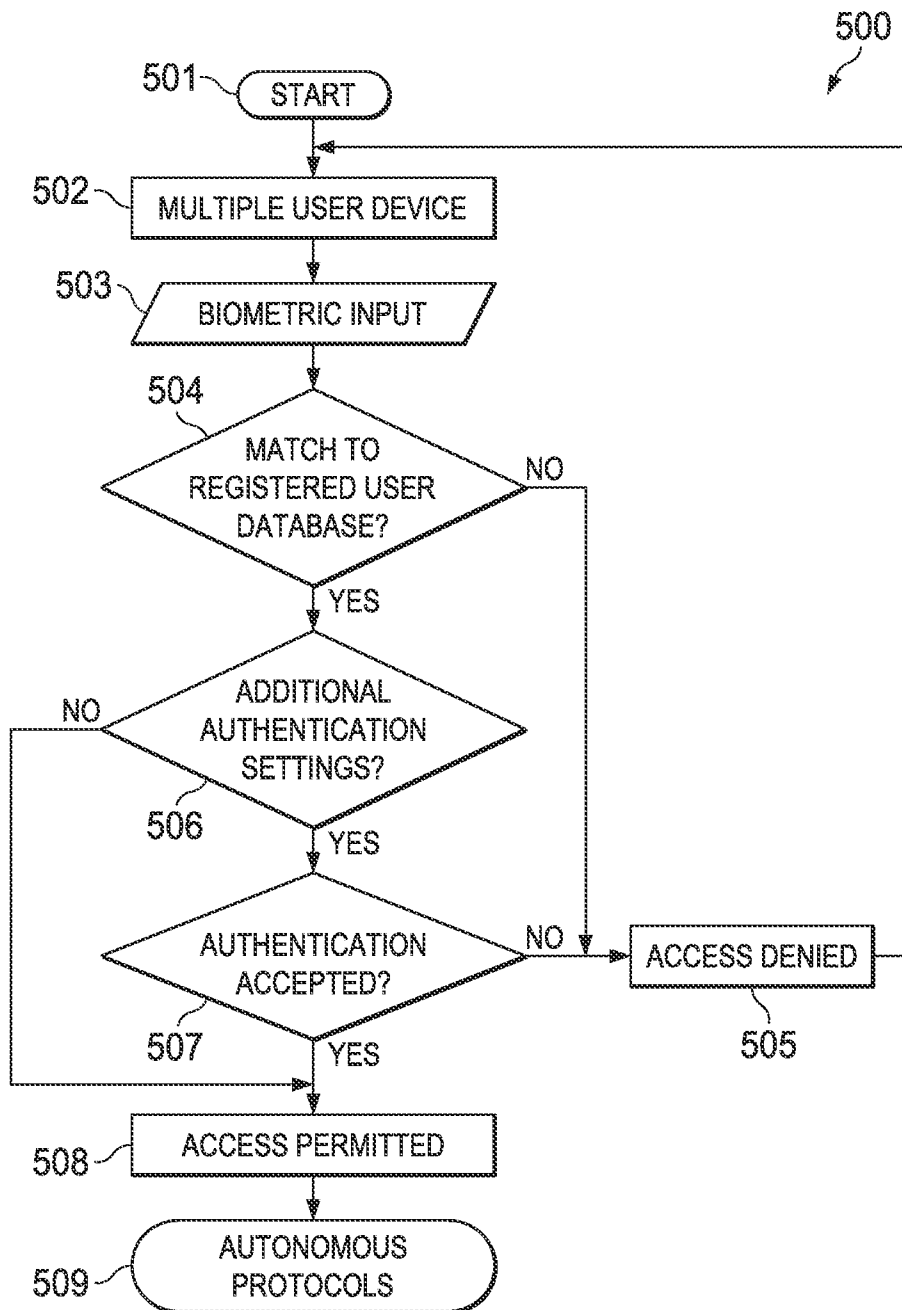 500
501
START
502
MULTIPLE USER DEVICE
503
BIOMETRIC INPUT
504
MATCH TO
REGISTERED USER
DATABASE?
NO
YES
NO
ADDITIONAL
AUTHENTICATION
SETTINGS?
506
YES
AUTHENTICATION
ACCEPTED?
NO
ACCESS DENIED
507
505
YES
ACCESS PERMITTED
508
AUTONOMOUS
PROTOCOLS
509